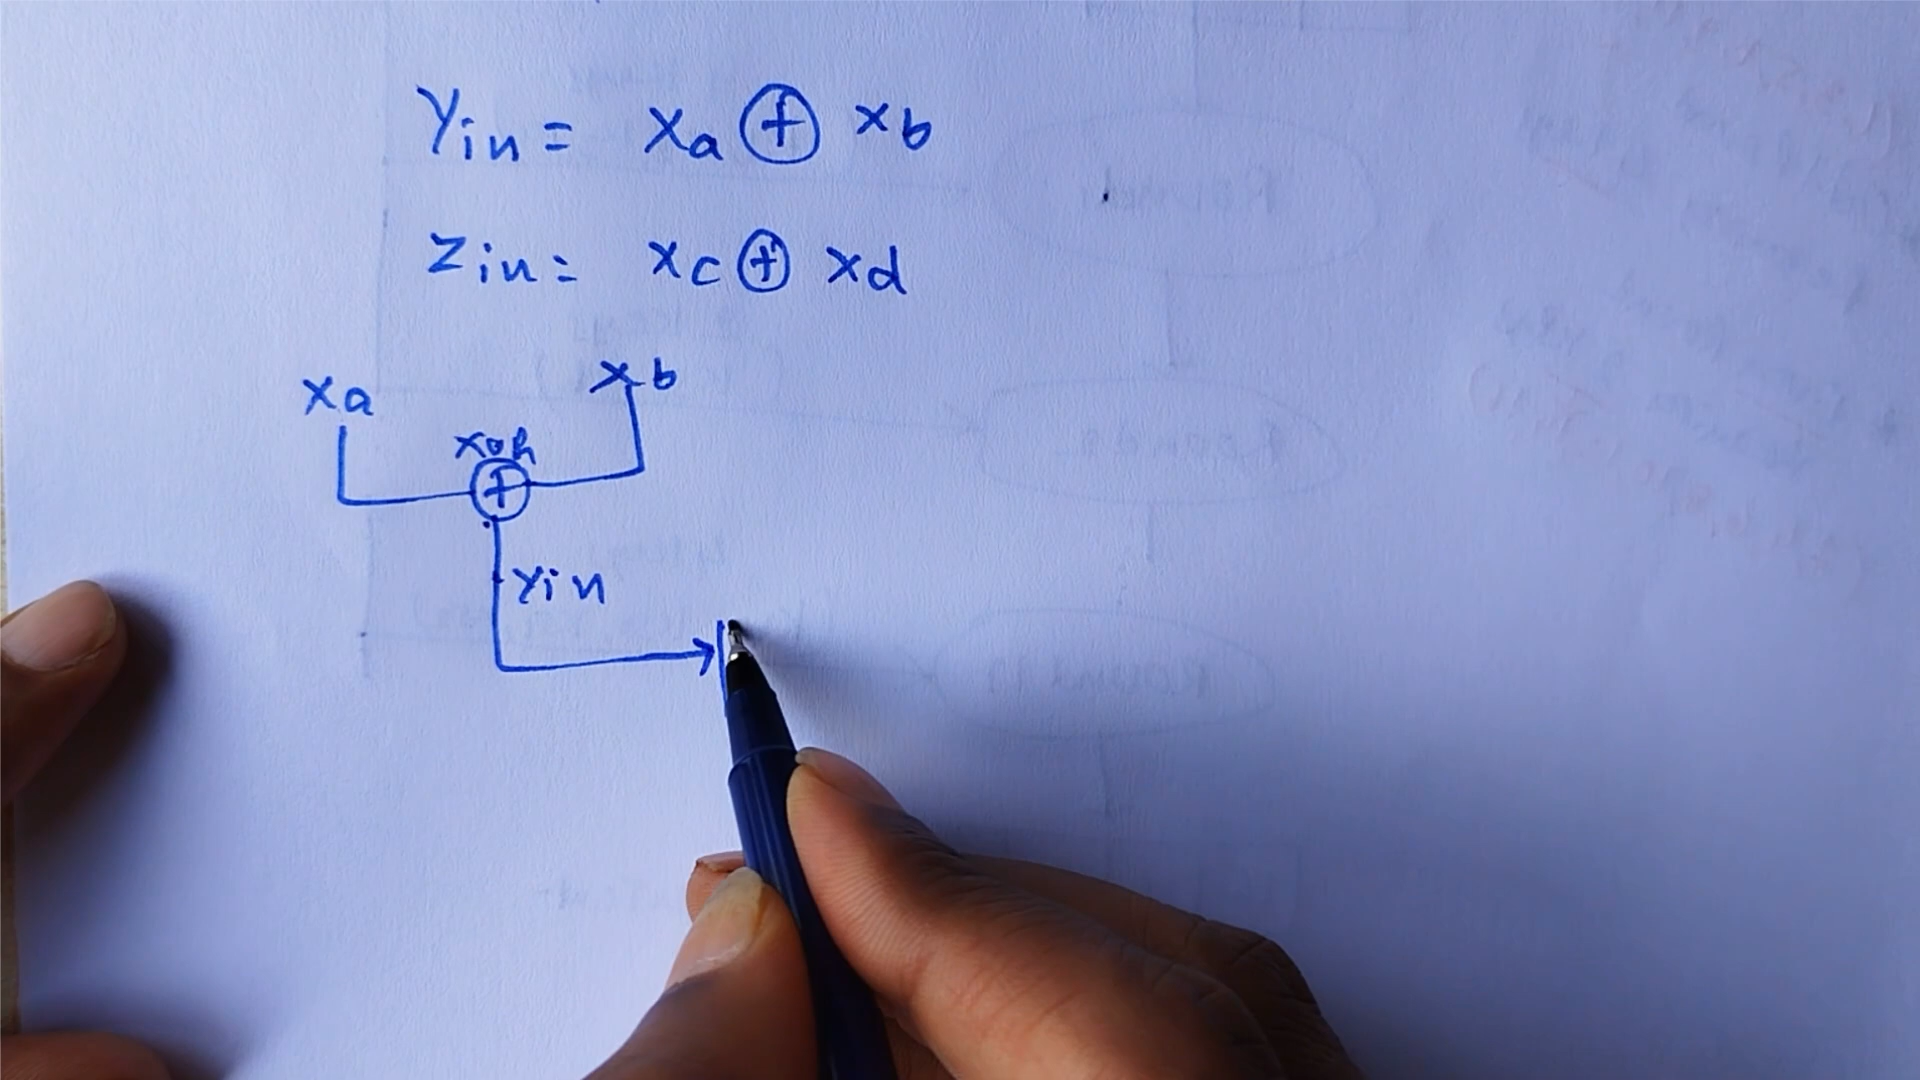 Yin = Xa ⊕ Xb
Zin = Xc ⊕ Xd
Xa
Xb
XOR
⊕
Yin